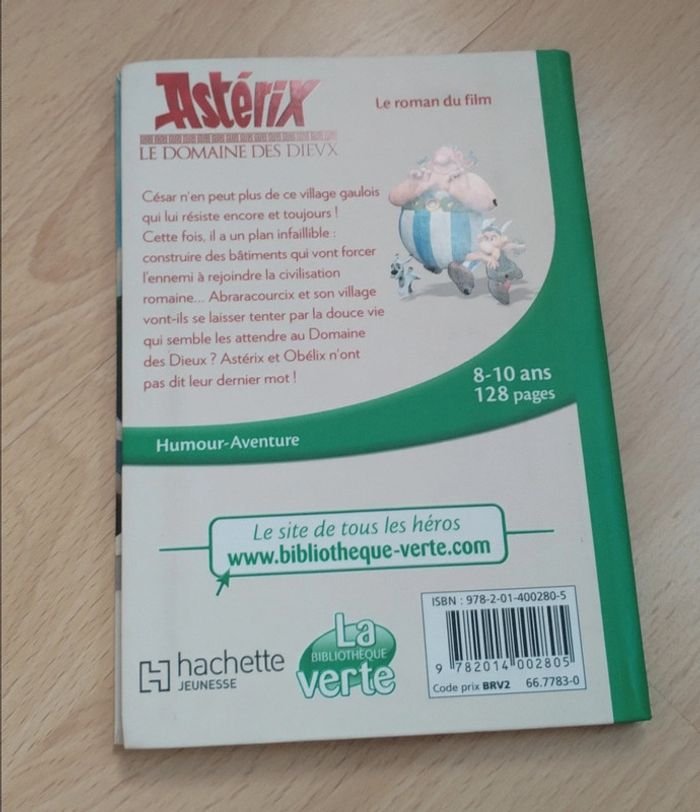 Astérix
LE DOMAINE DES DIEVX
Le roman du film
César n'en peut plus de ce village gaulois
qui lui résiste encore et toujours !
Cette fois, il a un plan infaillible :
construire des bâtiments qui vont forcer
l'ennemi à rejoindre la civilisation
romaine... Abraracourcix et son village
vont-ils se laisser tenter par la douce vie
qui semble les attendre au Domaine
des Dieux ? Astérix et Obélix n'ont
pas dit leur dernier mot !
8-10 ans
128 pages
Humour-Aventure
Le site de tous les héros
www.bibliotheque-verte.com
hachette
JEUNESSE
La
BIBLIOTHÈQUE
verte
ISBN : 978-2-01-400280-5
9 782014 002805
Code prix BRV2 66.7783-0